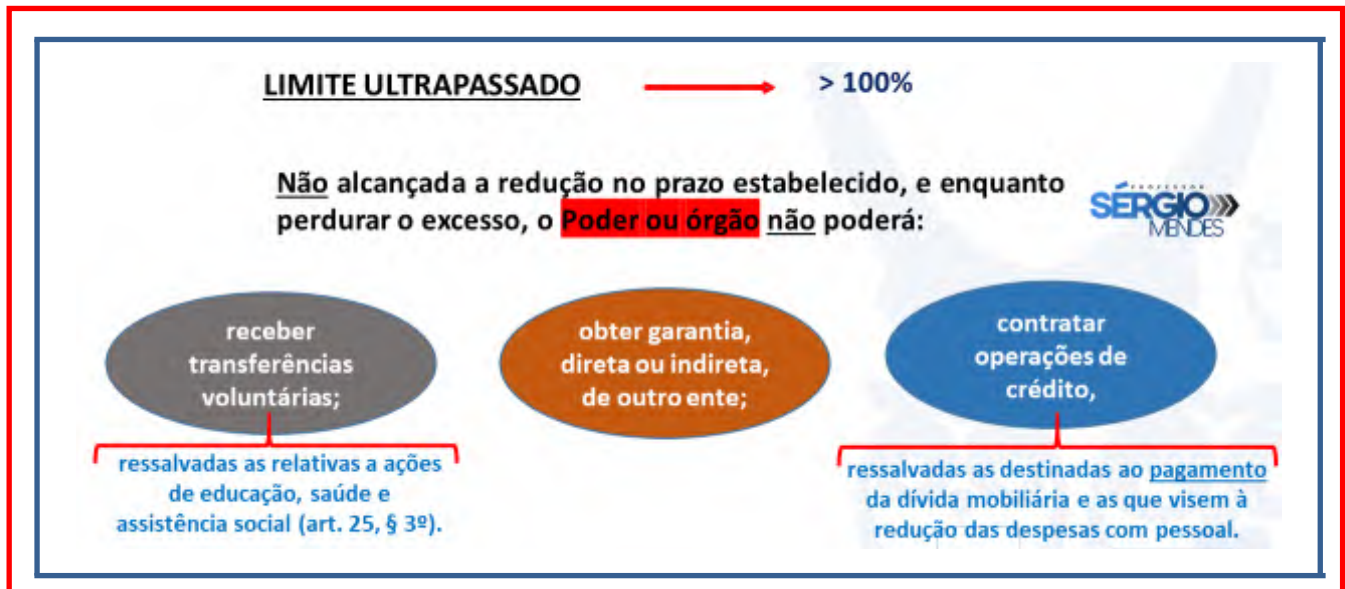 LIMITE ULTRAPASSADO > 100%
Não alcançada a redução no prazo estabelecido, e enquanto
perdurar o excesso, o Poder ou órgão não poderá:
PROFESSOR
SÉRGIO
MENDES
receber
transferências
voluntárias;
obter garantia,
direta ou indireta,
de outro ente;
contratar
operações de
crédito,
ressalvadas as relativas a ações
de educação, saúde e
assistência social (art. 25, § 3º).
ressalvadas as destinadas ao pagamento
da dívida mobiliária e as que visem à
redução das despesas com pessoal.